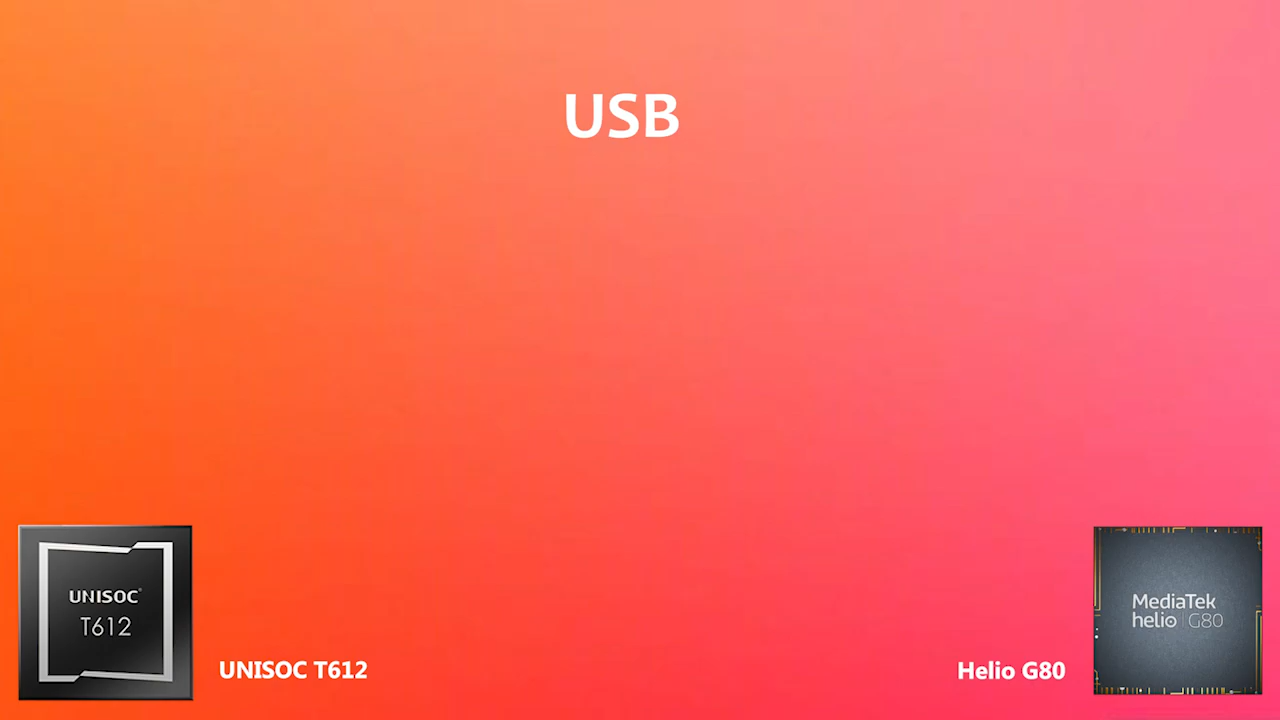 USB
UNISOC
T612
UNISOC T612
Helio G80
MediaTek
helio G80